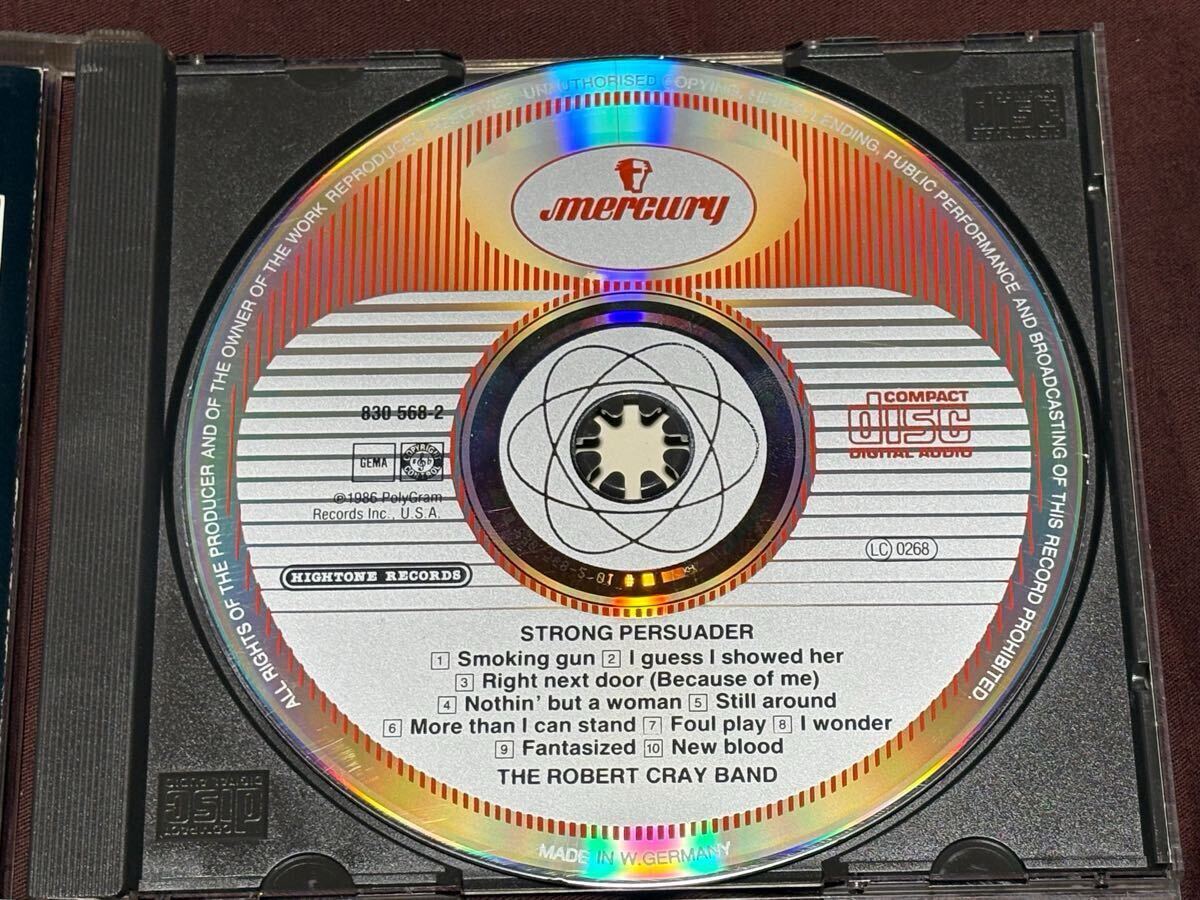 ALL RIGHTS OF THE PRODUCER AND OF THE OWNER OF THE WORK REPRODUCED RESERVED. UNAUTHORISED COPYING, HIRING, LENDING, PUBLIC PERFORMANCE AND BROADCASTING OF THIS RECORD PROHIBITED.
mercury
830 568-2
GEMA
COPYRIGHT CONTROL
COMPACT
disc
DIGITAL AUDIO
℗1986 PolyGram
Records Inc., U.S.A.
LC 0268
HIGHTONE RECORDS
STRONG PERSUADER
1 Smoking gun 2 I guess I showed her
3 Right next door (Because of me)
4 Nothin' but a woman 5 Still around
6 More than I can stand 7 Foul play 8 I wonder
9 Fantasized 10 New blood
THE ROBERT CRAY BAND
MADE IN W.GERMANY
COMPACT
disc